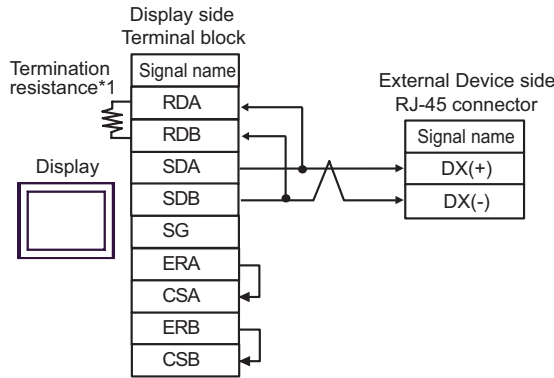 Display side
Terminal block
Termination
resistance*1
Signal name
RDA
RDB
SDA
SDB
SG
ERA
CSA
ERB
CSB
Display
External Device side
RJ-45 connector
Signal name
DX(+)
DX(-)